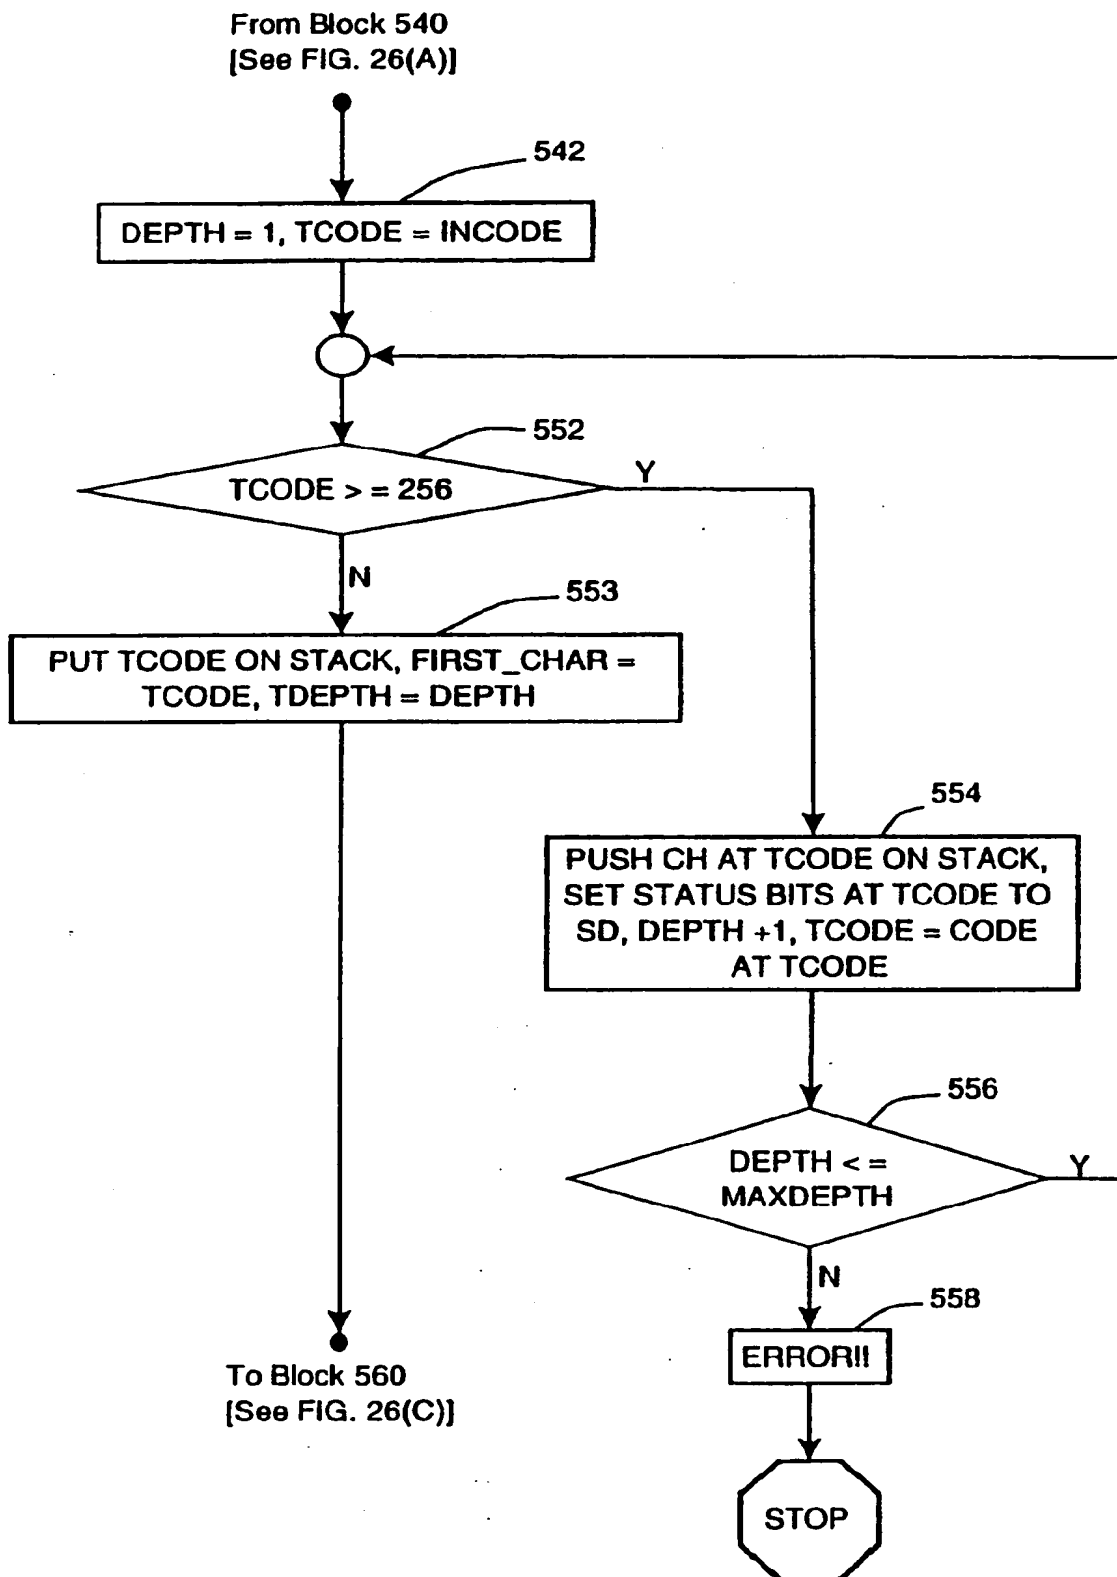 From Block 540
[See FIG. 26(A)]
542
DEPTH = 1, TCODE = INCODE
552
TCODE > = 256
Y
N
553
PUT TCODE ON STACK, FIRST_CHAR =
TCODE, TDEPTH = DEPTH
554
PUSH CH AT TCODE ON STACK,
SET STATUS BITS AT TCODE TO
SD, DEPTH +1, TCODE = CODE
AT TCODE
556
DEPTH < =
MAXDEPTH
Y
N
558
ERROR!!
To Block 560
[See FIG. 26(C)]
STOP